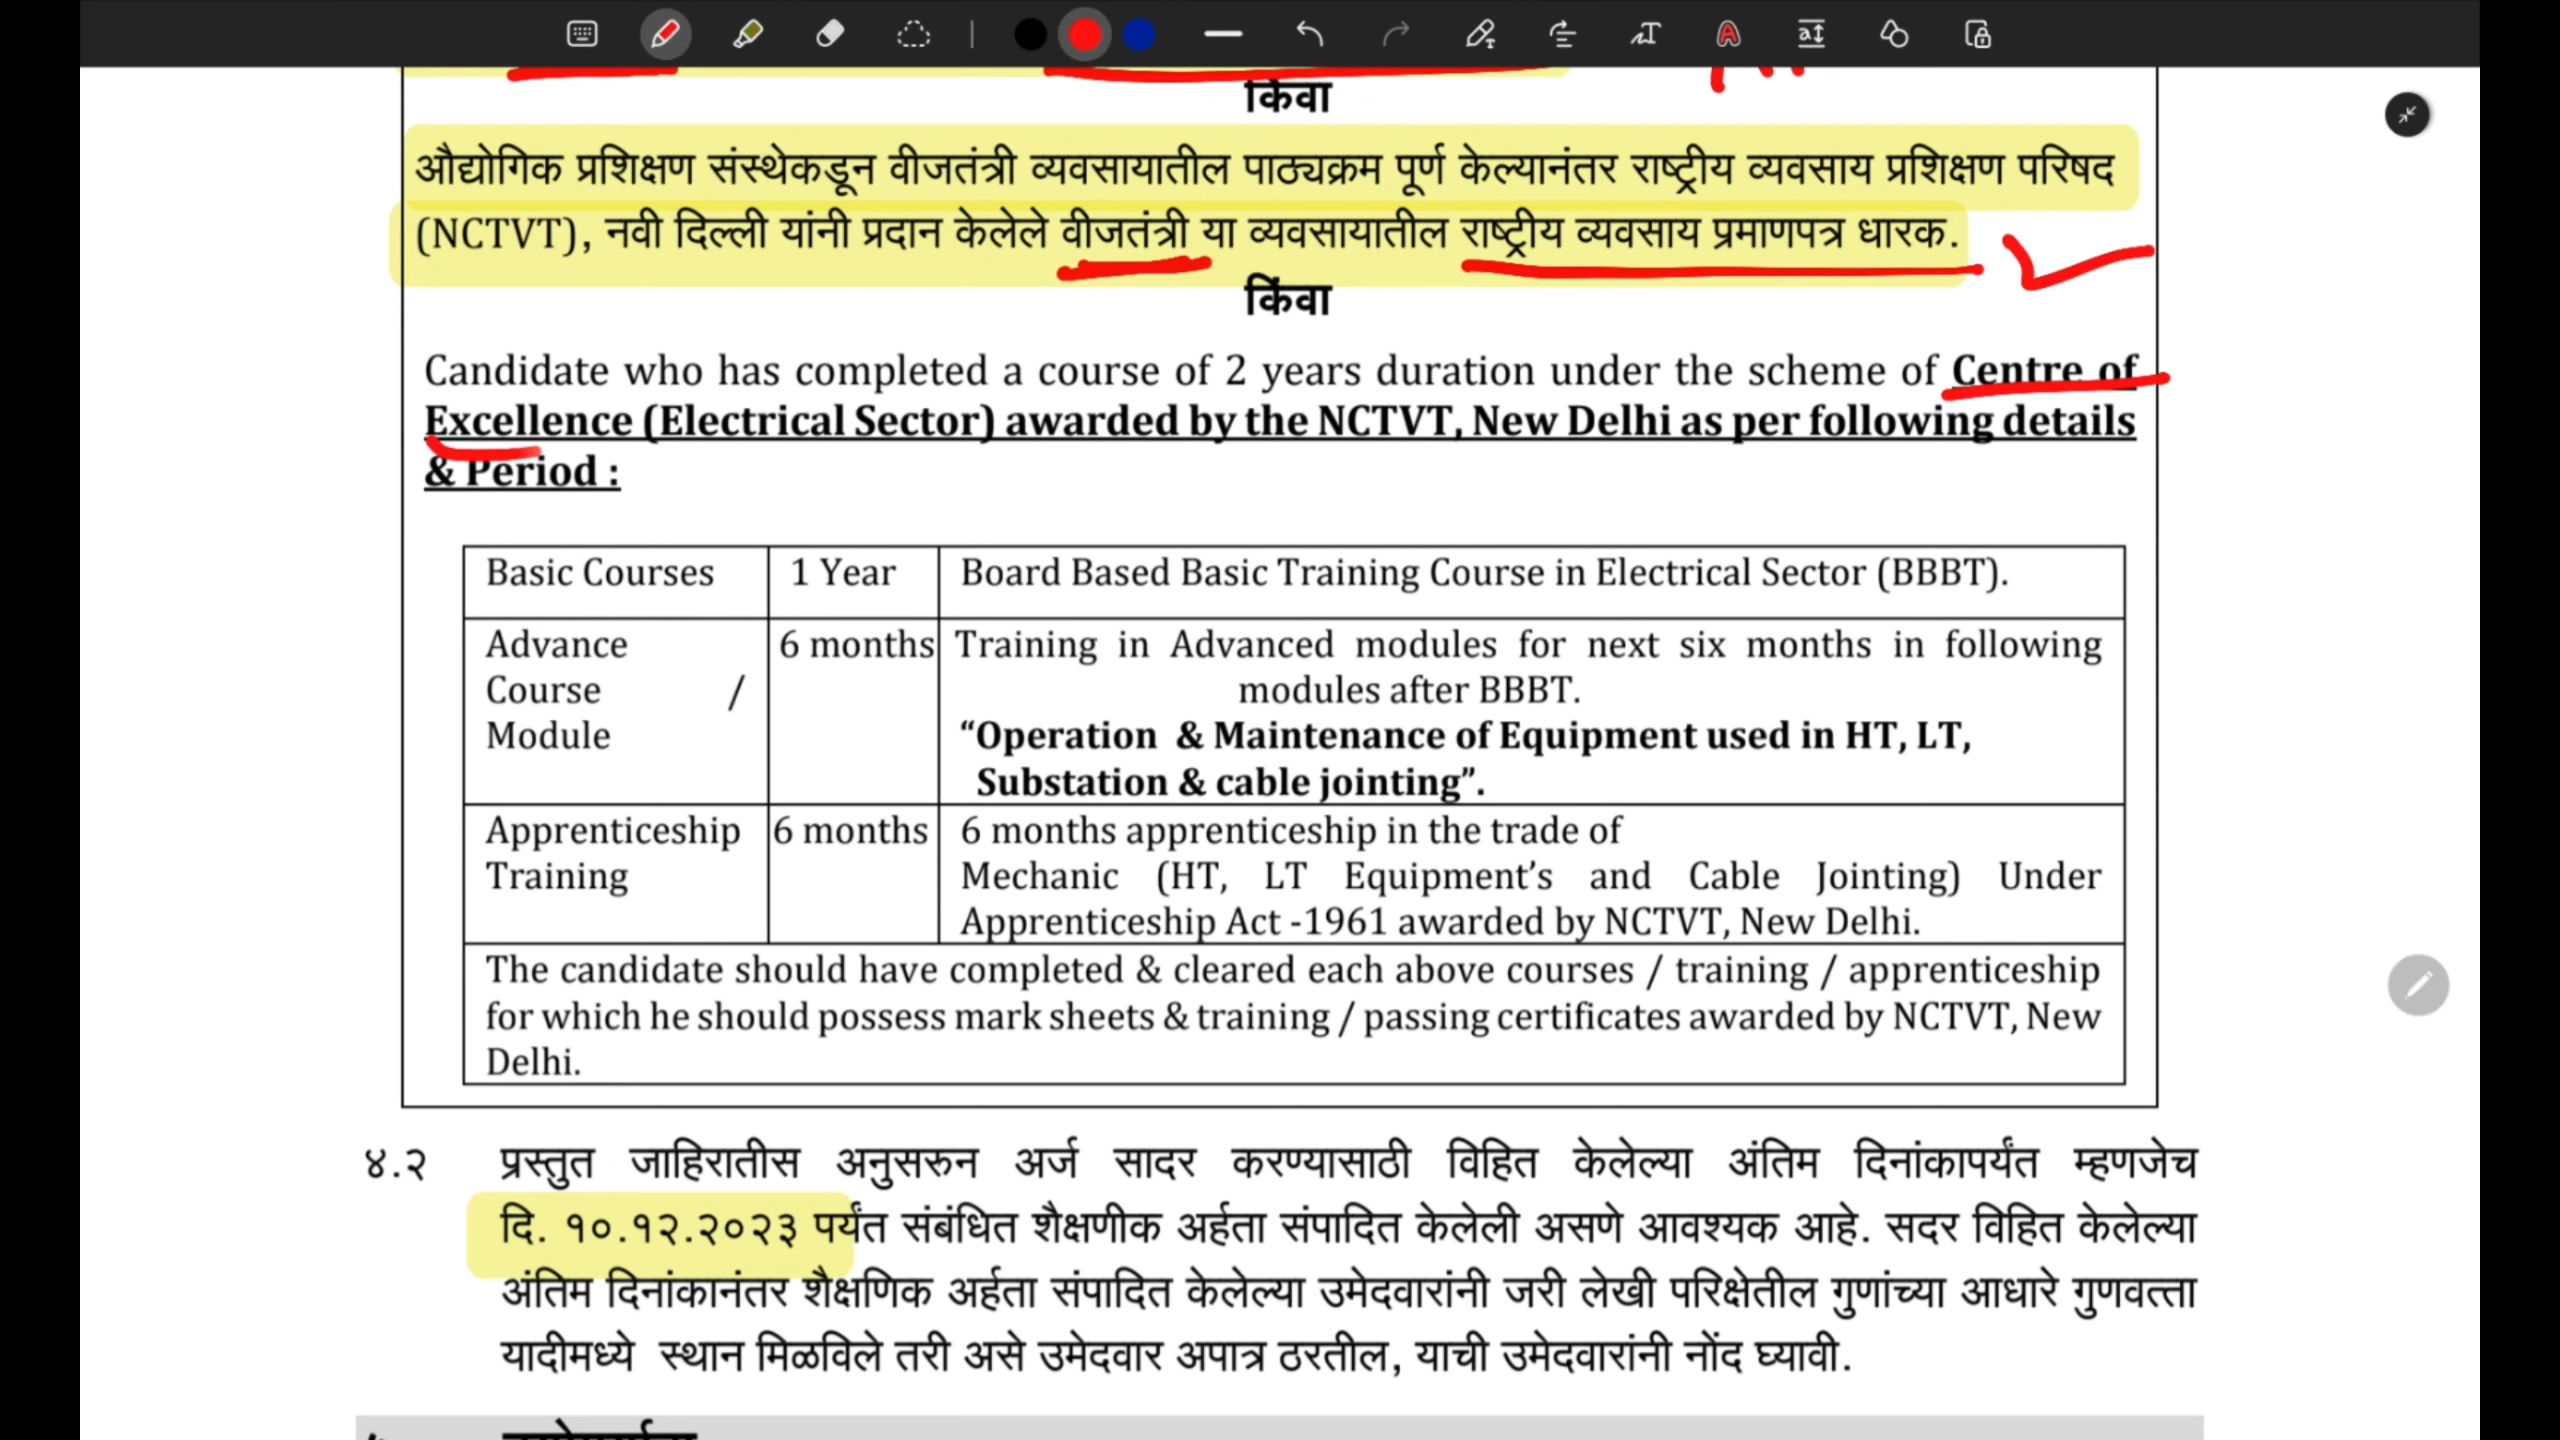 किंवा
औद्योगिक प्रशिक्षण संस्थेकडून वीजतंत्री व्यवसायातील पाठ्यक्रम पूर्ण केल्यानंतर राष्ट्रीय व्यवसाय प्रशिक्षण परिषद
(NCTVT), नवी दिल्ली यांनी प्रदान केलेले वीजतंत्री या व्यवसायातील राष्ट्रीय व्यवसाय प्रमाणपत्र धारक.
किंवा
Candidate who has completed a course of 2 years duration under the scheme of Centre of
Excellence (Electrical Sector) awarded by the NCTVT, New Delhi as per following details
& Period :
Basic Courses 1 Year Board Based Basic Training Course in Electrical Sector (BBBT).
Advance 6 months Training in Advanced modules for next six months in following
Course / modules after BBBT.
Module “Operation & Maintenance of Equipment used in HT, LT,
Substation & cable jointing”.
Apprenticeship 6 months 6 months apprenticeship in the trade of
Training Mechanic (HT, LT Equipment’s and Cable Jointing) Under
Apprenticeship Act -1961 awarded by NCTVT, New Delhi.
The candidate should have completed & cleared each above courses / training / apprenticeship
for which he should possess mark sheets & training / passing certificates awarded by NCTVT, New
Delhi.
४.२ प्रस्तुत जाहिरातीस अनुसरुन अर्ज सादर करण्यासाठी विहित केलेल्या अंतिम दिनांकापर्यंत म्हणजेच
दि. १०.१२.२०२३ पर्यंत संबंधित शैक्षणीक अर्हता संपादित केलेली असणे आवश्यक आहे. सदर विहित केलेल्या
अंतिम दिनांकानंतर शैक्षणिक अर्हता संपादित केलेल्या उमेदवारांनी जरी लेखी परिक्षेतील गुणांच्या आधारे गुणवत्ता
यादीमध्ये स्थान मिळविले तरी असे उमेदवार अपात्र ठरतील, याची उमेदवारांनी नोंद घ्यावी.